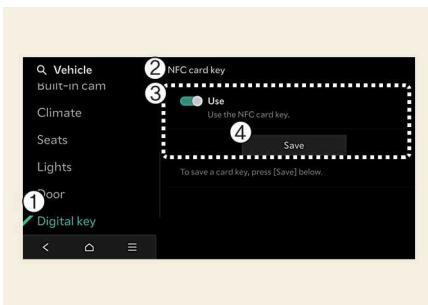 Vehicle
Built-in cam
Climate
Seats
Lights
Door
1
Digital key
2
NFC card key
3
Use
Use the NFC card key.
4
Save
To save a card key, press [Save] below.